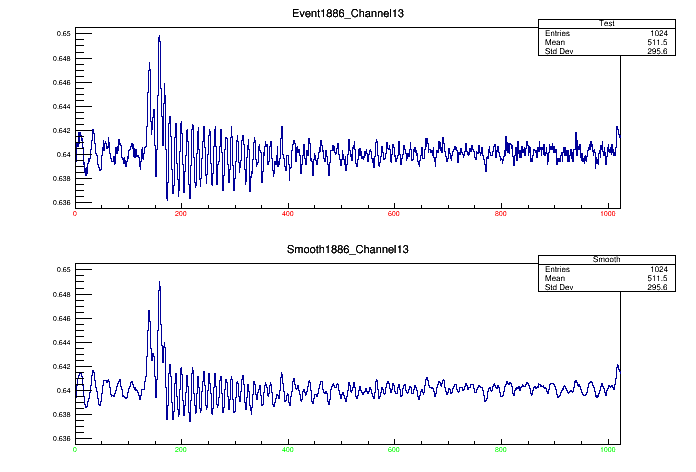 Event1886_Channel13
Test
Entries 1024
Mean 511.5
Std Dev 295.6
0.65
0.648
0.646
0.644
0.642
0.64
0.638
0.636
0 200 400 600 800 1000
Smooth1886_Channel13
Smooth
Entries 1024
Mean 511.5
Std Dev 295.6
0.65
0.648
0.646
0.644
0.642
0.64
0.638
0.636
0 200 400 600 800 1000